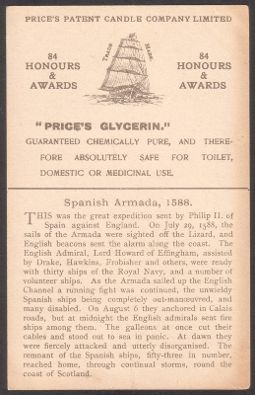 PRICE'S PATENT CANDLE COMPANY LIMITED
TRADE MARK.
84
HONOURS
&
AWARDS
84
HONOURS
&
AWARDS
"PRICE'S GLYCERIN."
GUARANTEED CHEMICALLY PURE, AND THERE-
FORE ABSOLUTELY SAFE FOR TOILET,
DOMESTIC OR MEDICINAL USE.
Spanish Armada, 1588.
THIS was the great expedition sent by Philip II. of
Spain against England. On July 29, 1588, the
sails of the Armada were sighted off the Lizard, and
English beacons sent the alarm along the coast. The
English Admiral, Lord Howard of Effingham, assisted
by Drake, Hawkins, Frobisher and others, were ready
with thirty ships of the Royal Navy, and a number of
volunteer ships. As the Armada sailed up the English
Channel a running fight was continued, the unwieldy
Spanish ships being completely out-manœuvred, and
many disabled. On August 6 they anchored in Calais
roads, but at midnight the English admirals sent fire
ships among them. The galleons at once cut their
cables and stood out to sea in panic. At dawn they
were fiercely attacked and utterly disorganised. The
remnant of the Spanish ships, fifty-three in number,
reached home, through continual storms, round the
coast of Scotland.